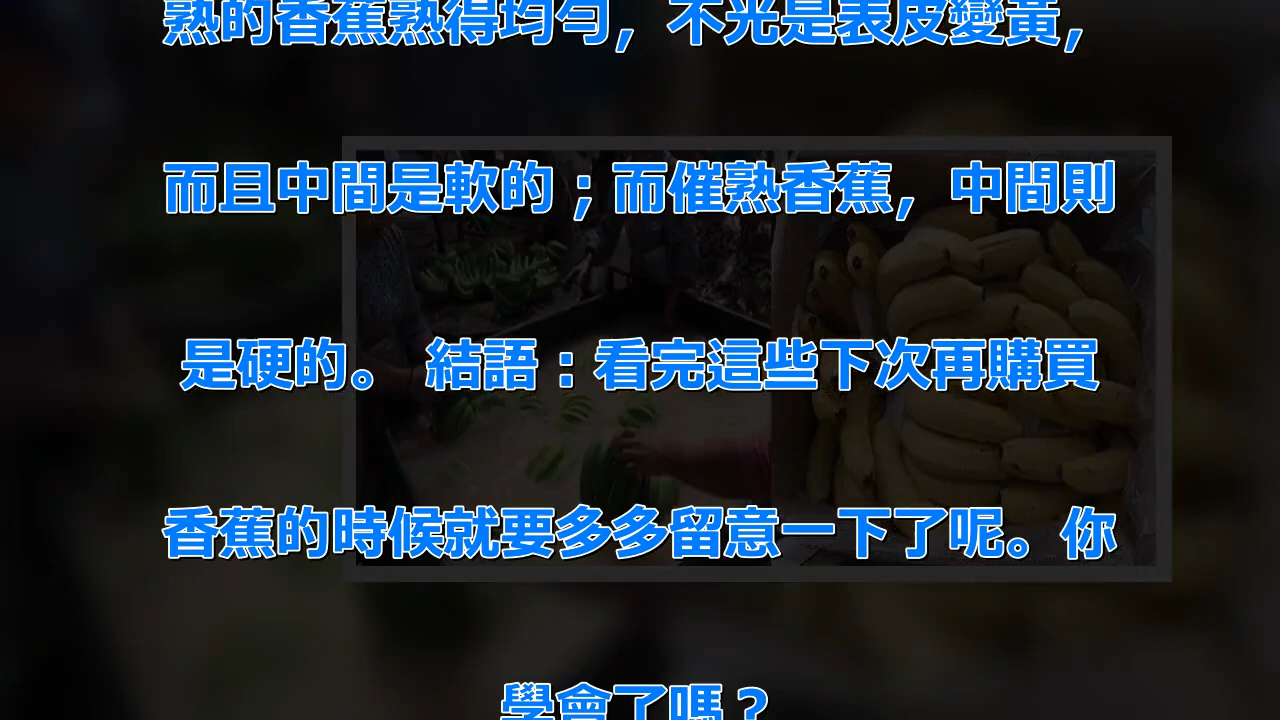 熟的香蕉熟得均勻，不光是表皮變黃，
而且中間是軟的；而催熟香蕉，中間則
是硬的。 結語：看完這些下次再購買
香蕉的時候就要多多留意一下了呢。你
學會了嗎？